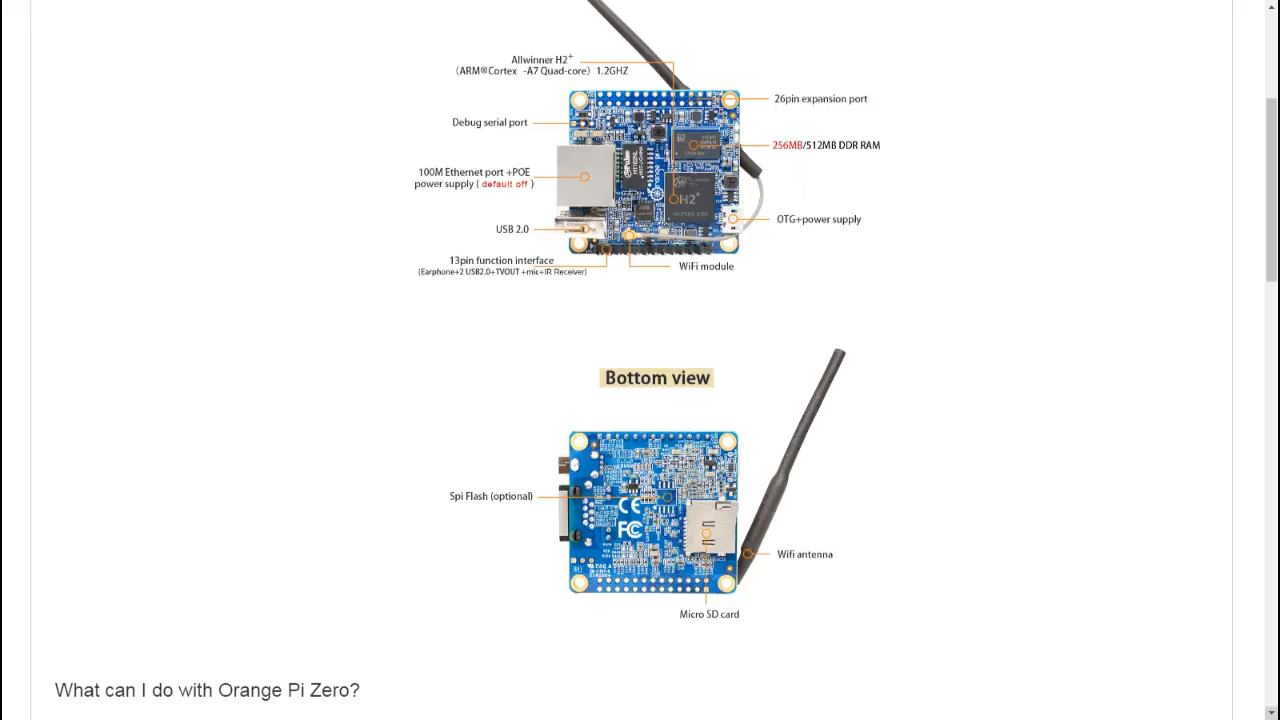 Allwinner H2+
(ARM®Cortex -A7 Quad-core) 1.2GHZ
26pin expansion port
Debug serial port
256MB/512MB DDR RAM
100M Ethernet port +POE
power supply ( default off )
H2+
OTG+power supply
USB 2.0
13pin function interface
(Earphone+2 USB2.0+TVOUT +mic+IR Receiver)
WiFi module
Bottom view
Spi Flash (optional)
CE
FC
Wifi antenna
Micro SD card
What can I do with Orange Pi Zero?